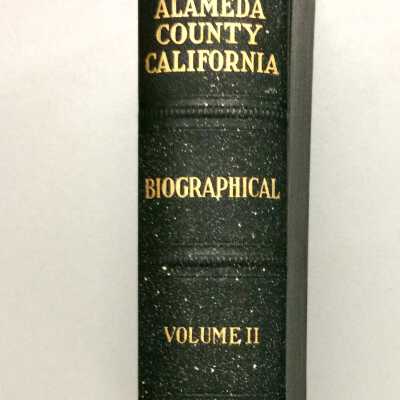 ALAMEDA
COUNTY
CALIFORNIA
BIOGRAPHICAL
VOLUME II